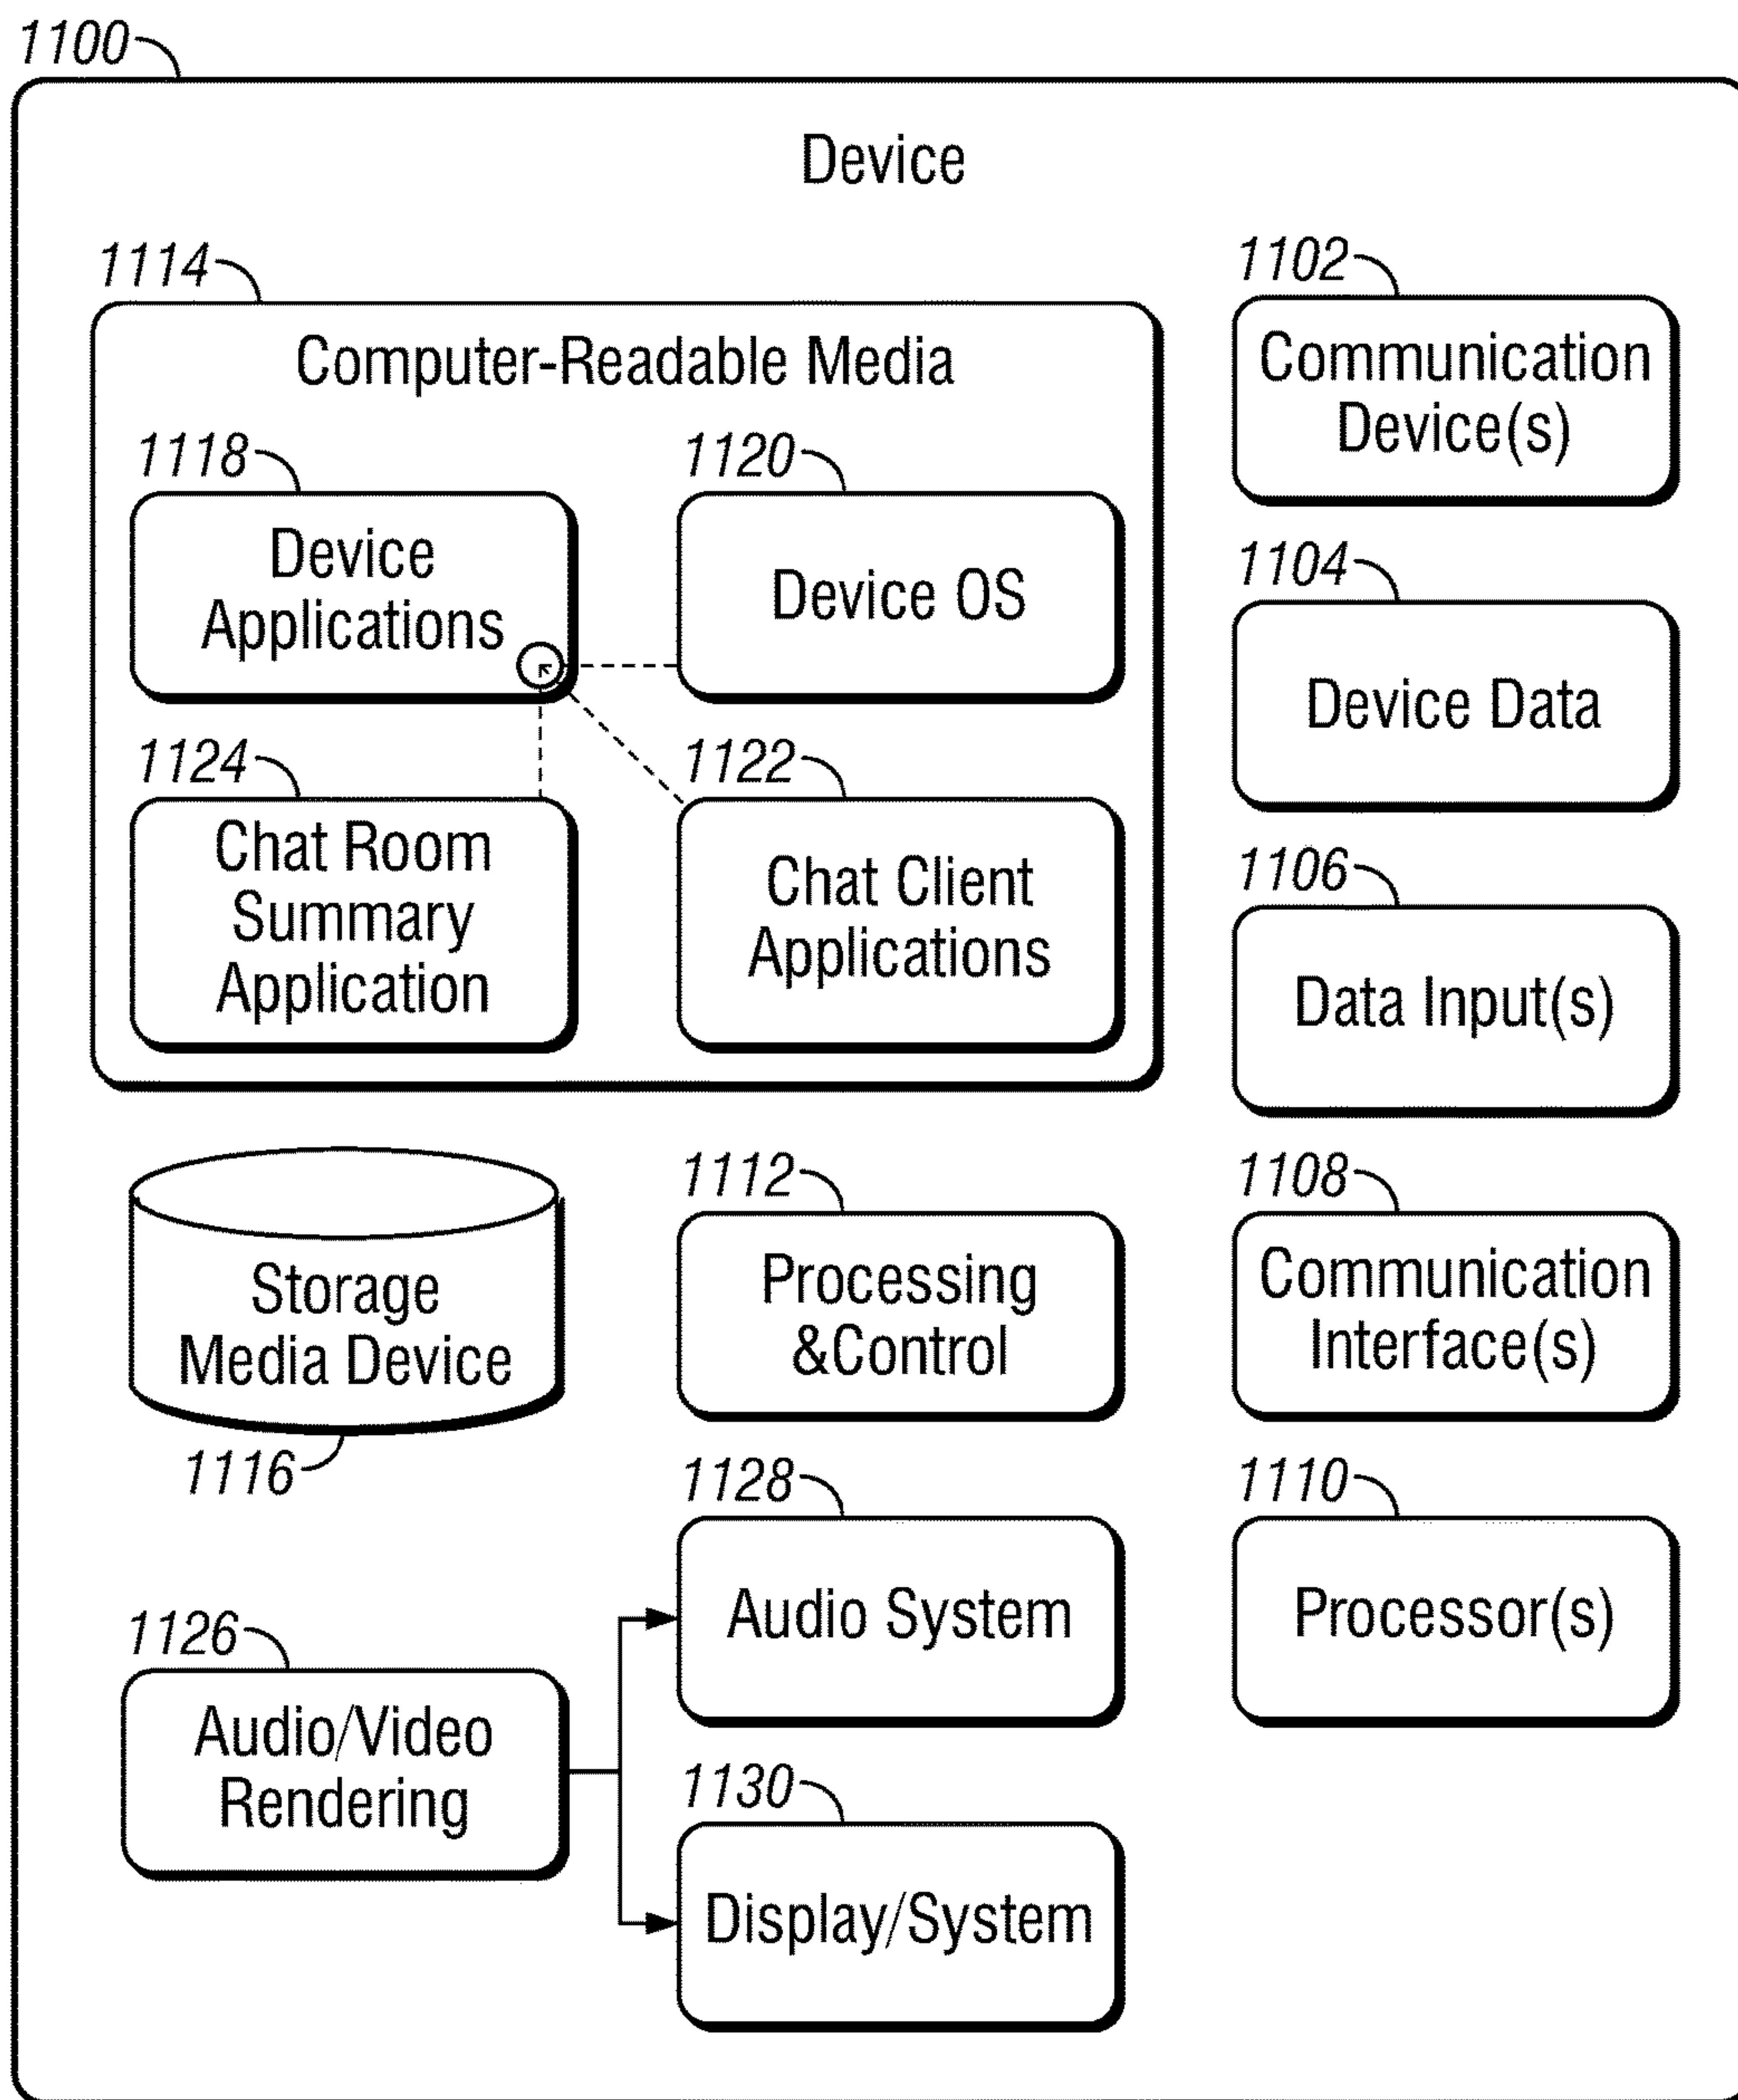 1100
Device
1114
Computer-Readable Media
1118
Device
Applications
1120
Device OS
1124
Chat Room
Summary
Application
1122
Chat Client
Applications
1102
Communication
Device(s)
1104
Device Data
1106
Data Input(s)
Storage
Media Device
1116
1112
Processing
&Control
1108
Communication
Interface(s)
1126
Audio/Video
Rendering
1128
Audio System
1130
Display/System
1110
Processor(s)